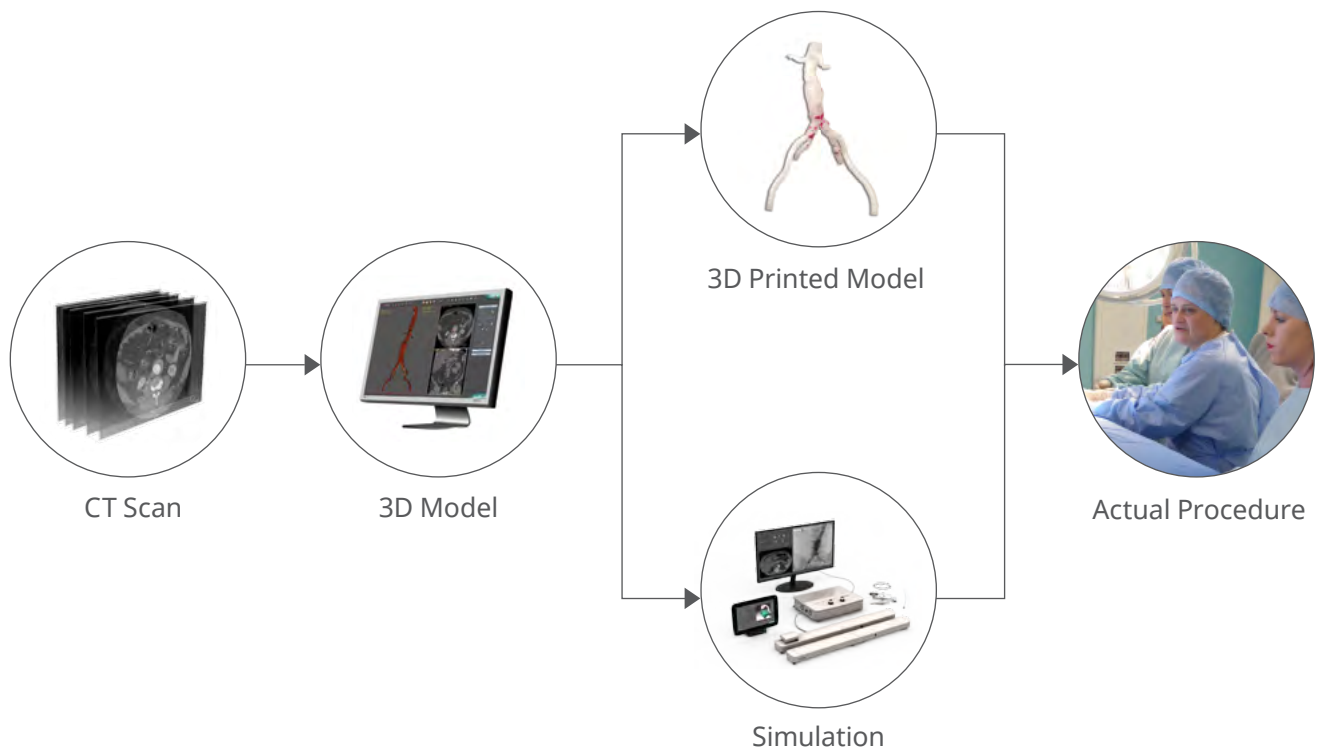 3D Printed Model
CT Scan
3D Model
Actual Procedure
Simulation